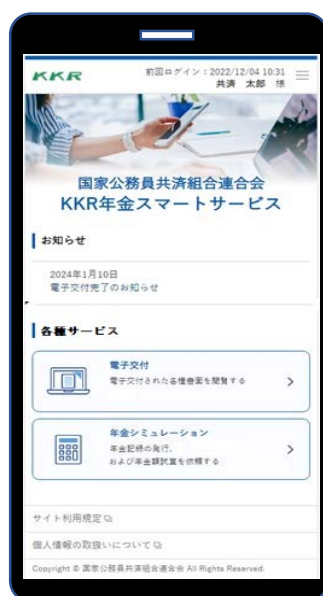 KKR
前回ログイン：2022/12/04 10:31
共済 太郎 様
国家公務員共済組合連合会
KKR年金スマートサービス
お知らせ
2024年1月10日
電子交付完了のお知らせ
各種サービス
電子交付
電子交付された各種書面を閲覧する
年金シミュレーション
年金記録の発行、
および年金額試算を依頼する
サイト利用規定
個人情報の取扱いについて
Copyright © 国家公務員共済組合連合会 All Rights Reserved.